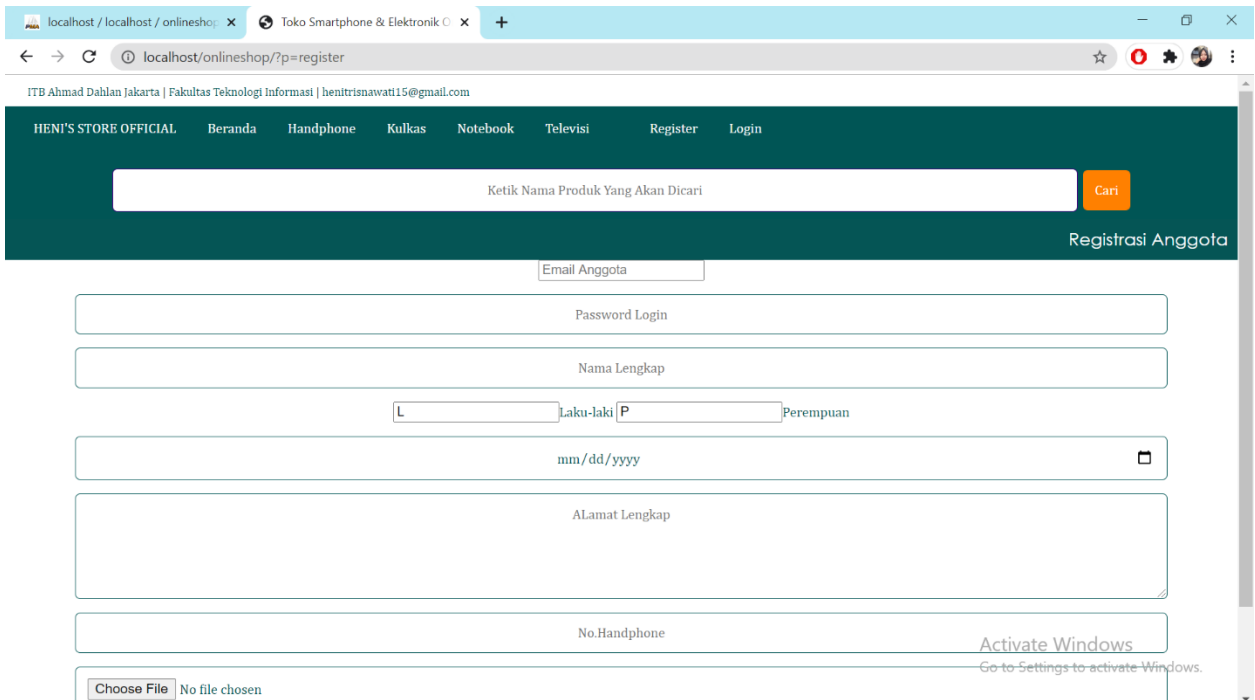 localhost / localhost / onlineshop
Toko Smartphone & Elektronik O
localhost/onlineshop/?p=register
ITB Ahmad Dahlan Jakarta | Fakultas Teknologi Informasi | henitrisnawati15@gmail.com
HENI'S STORE OFFICIAL Beranda Handphone Kulkas Notebook Televisi Register Login
Ketik Nama Produk Yang Akan Dicari Cari
Registrasi Anggota
Email Anggota
Password Login
Nama Lengkap
L Laku-laki P Perempuan
mm/dd/yyyy
ALamat Lengkap
No.Handphone
Activate Windows
Go to Settings to activate Windows.
Choose File No file chosen